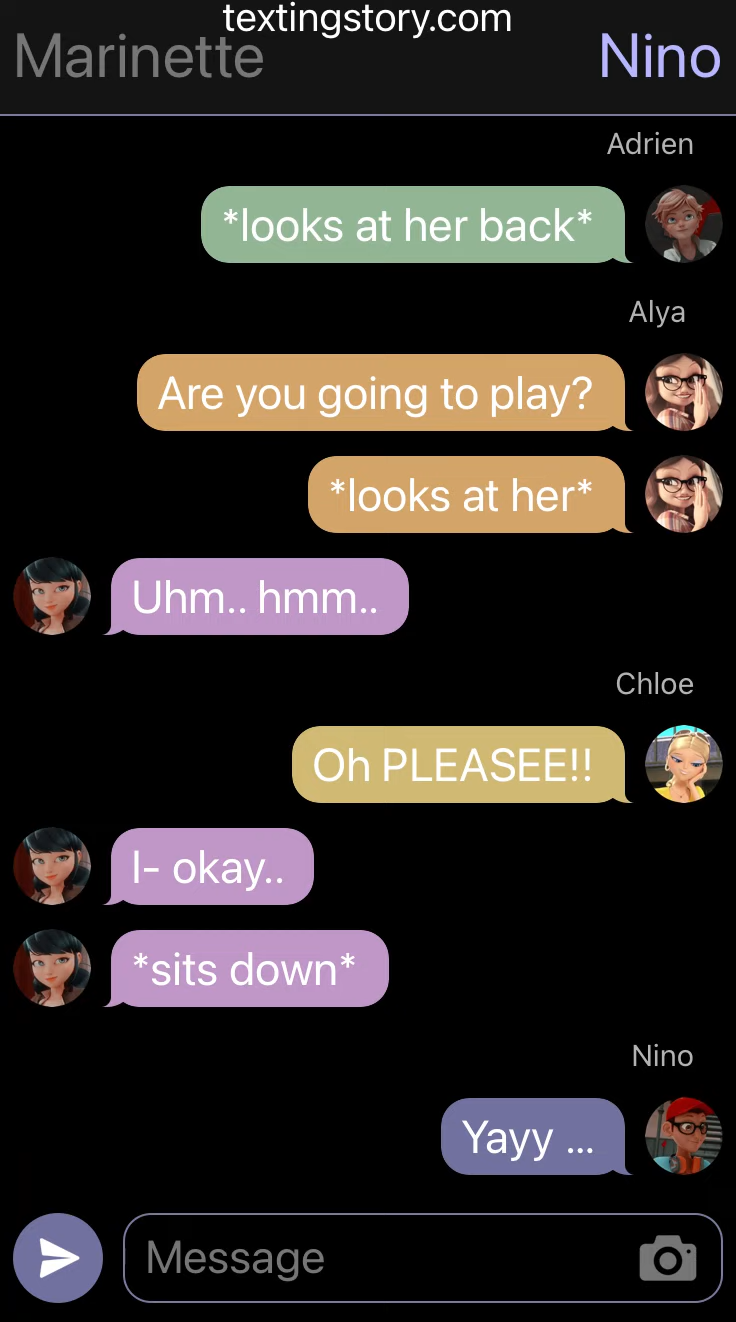 textingstory.com
Marinette
Nino
Adrien
*looks at her back*
Alya
Are you going to play?
*looks at her*
Uhm.. hmm..
Chloe
Oh PLEASEE!!
I- okay..
*sits down*
Nino
Yayy ...
Message